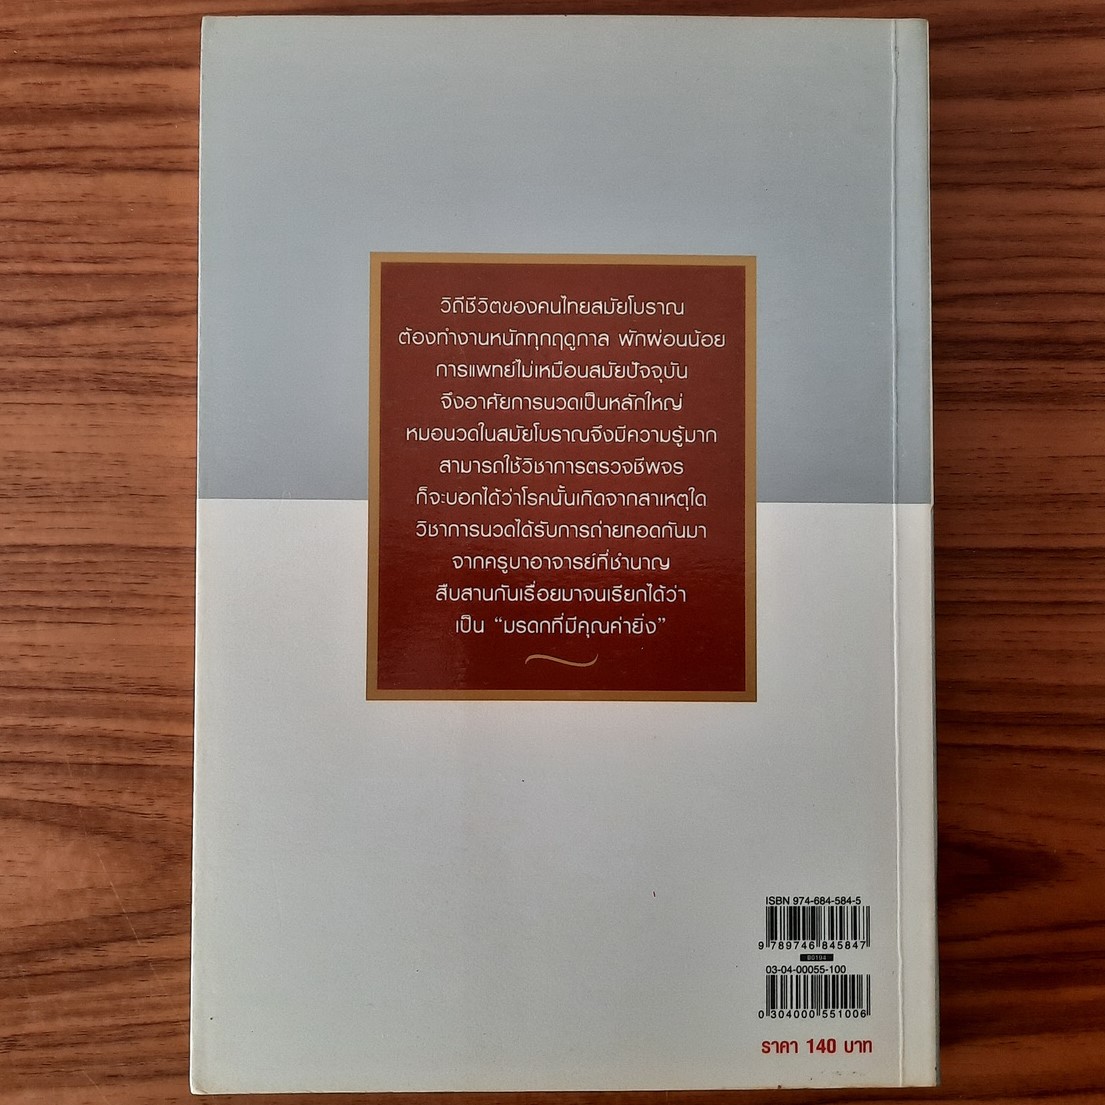 วิถีชีวิตของคนไทยสมัยโบราณ
ต้องทำงานหนักทุกฤดูกาล พักผ่อนน้อย
การแพทย์ไม่เหมือนสมัยปัจจุบัน
จึงอาศัยการนวดเป็นหลักใหญ่
หมอนวดในสมัยโบราณจึงมีความรู้มาก
สามารถใช้วิชาการตรวจชีพจร
ก็จะบอกได้ว่าโรคนั้นเกิดจากสาเหตุใด
วิชาการนวดได้รับการถ่ายทอดกันมา
จากครูบาอาจารย์ที่ชำนาญ
สืบสานกันเรื่อยมาจนเรียกได้ว่า
เป็น “มรดกที่มีคุณค่ายิ่ง”
ISBN 974-684-584-5
9 789746 845847
80194
03-04-00055-100
0 304000 551006
ราคา 140 บาท